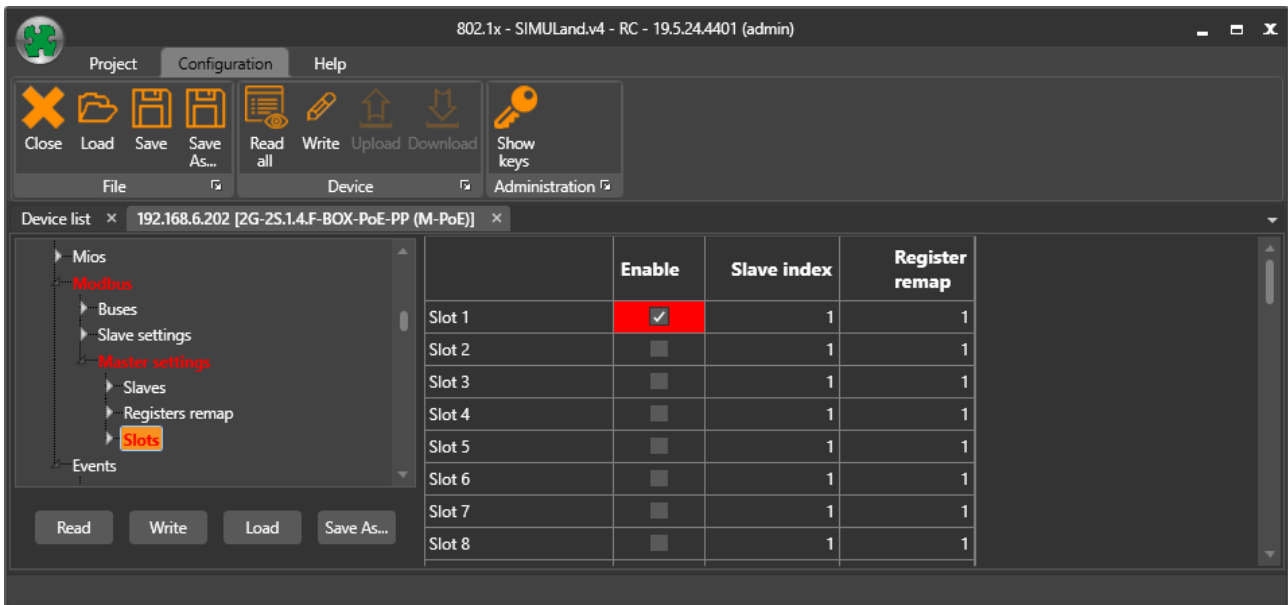 802.1x - SIMULand.v4 - RC - 19.5.24.4401 (admin)
Project Configuration Help
Close Load Save Save As... Read all Write Upload Download Show keys
File Device Administration
Device list × 192.168.6.202 [2G-2S.1.4.F-BOX-PoE-PP (M-PoE)] ×
Mios
Modbus
Buses
Slave settings
Master settings
Slaves
Registers remap
Slots
Events
Read Write Load Save As...
Enable Slave index Register remap
Slot 1 1 1
Slot 2 1 1
Slot 3 1 1
Slot 4 1 1
Slot 5 1 1
Slot 6 1 1
Slot 7 1 1
Slot 8 1 1